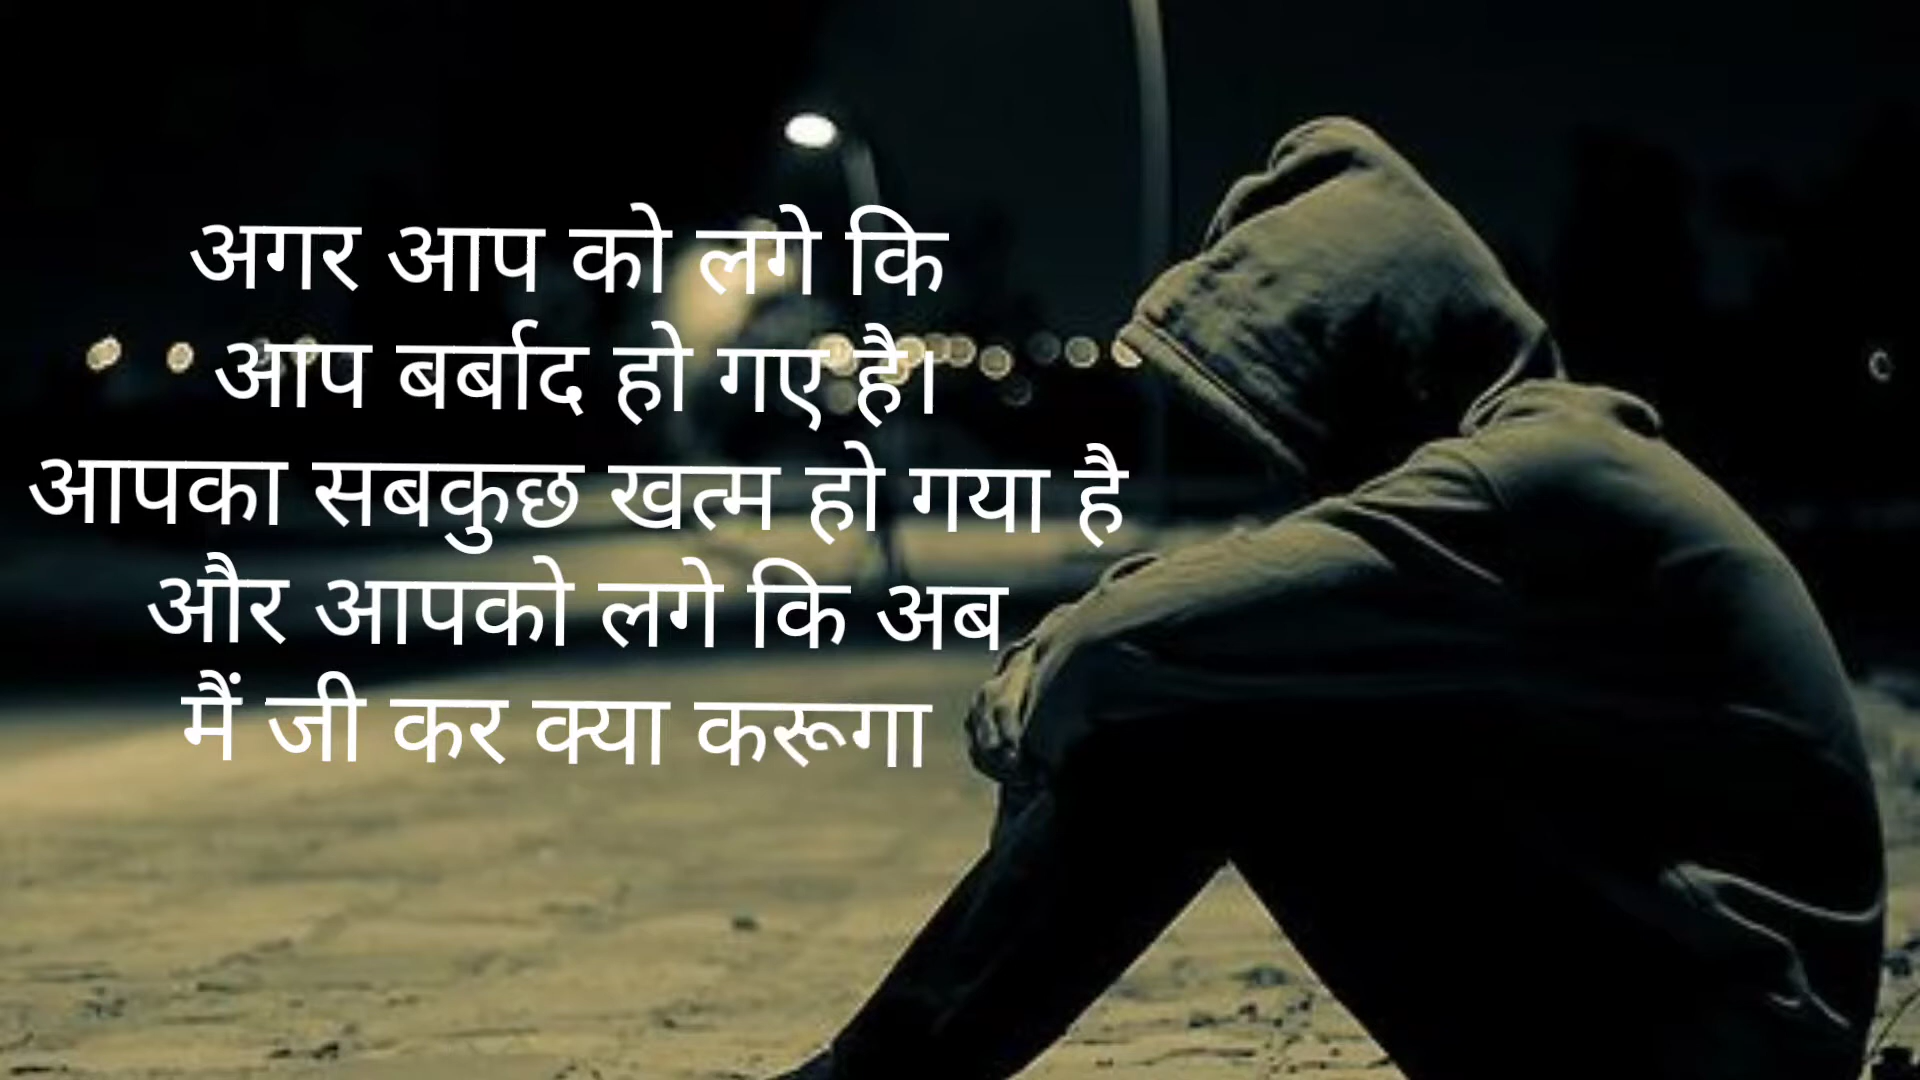 अगर आप को लगे कि
आप बर्बाद हो गए है।
आपका सबकुछ खत्म हो गया है
और आपको लगे कि अब
मैं जी कर क्या करूगा